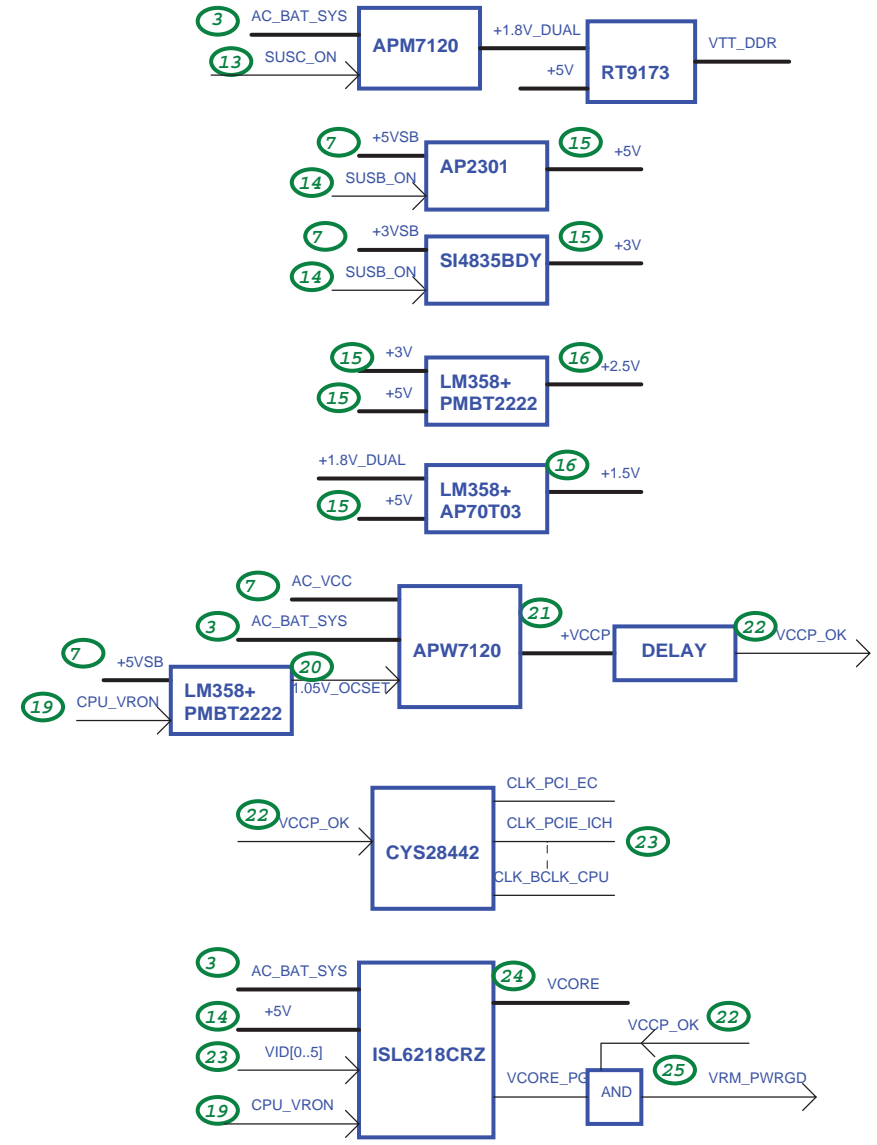 3 AC_BAT_SYS
APM7120
+1.8V_DUAL
VTT_DDR
13 SUSC_ON
+5V
RT9173
7 +5VSB
15 +5V
AP2301
14 SUSB_ON
7 +3VSB
15 +3V
SI4835BDY
14 SUSB_ON
15 +3V
16 +2.5V
LM358+
PMBT2222
15 +5V
+1.8V_DUAL
16 +1.5V
LM358+
AP70T03
15 +5V
7 AC_VCC
3 AC_BAT_SYS
21
+VCCP
22 VCCP_OK
APW7120
DELAY
7 +5VSB
20
1.05V_OCSET
LM358+
PMBT2222
19 CPU_VRON
CLK_PCI_EC
22 VCCP_OK
CLK_PCIE_ICH 23
CYS28442
CLK_BCLK_CPU
3 AC_BAT_SYS
24 VCORE
14 +5V
VCCP_OK 22
23 VID[0..5]
ISL6218CRZ
25
VCORE_PG
AND
VRM_PWRGD
19 CPU_VRON